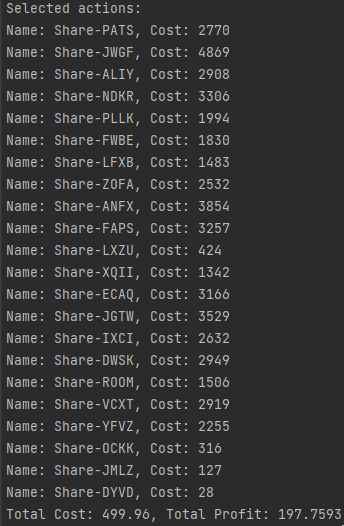 Selected actions:
Name: Share-PATS, Cost: 2770
Name: Share-JWGF, Cost: 4869
Name: Share-ALIY, Cost: 2908
Name: Share-NDKR, Cost: 3306
Name: Share-PLLK, Cost: 1994
Name: Share-FWBE, Cost: 1830
Name: Share-LFXB, Cost: 1483
Name: Share-ZOFA, Cost: 2532
Name: Share-ANFX, Cost: 3854
Name: Share-FAPS, Cost: 3257
Name: Share-LXZU, Cost: 424
Name: Share-XQII, Cost: 1342
Name: Share-ECAQ, Cost: 3166
Name: Share-JGTW, Cost: 3529
Name: Share-IXCI, Cost: 2632
Name: Share-DWSK, Cost: 2949
Name: Share-ROOM, Cost: 1506
Name: Share-VCXT, Cost: 2919
Name: Share-YFVZ, Cost: 2255
Name: Share-OCKK, Cost: 316
Name: Share-JMLZ, Cost: 127
Name: Share-DYVD, Cost: 28
Total Cost: 499.96, Total Profit: 197.7593